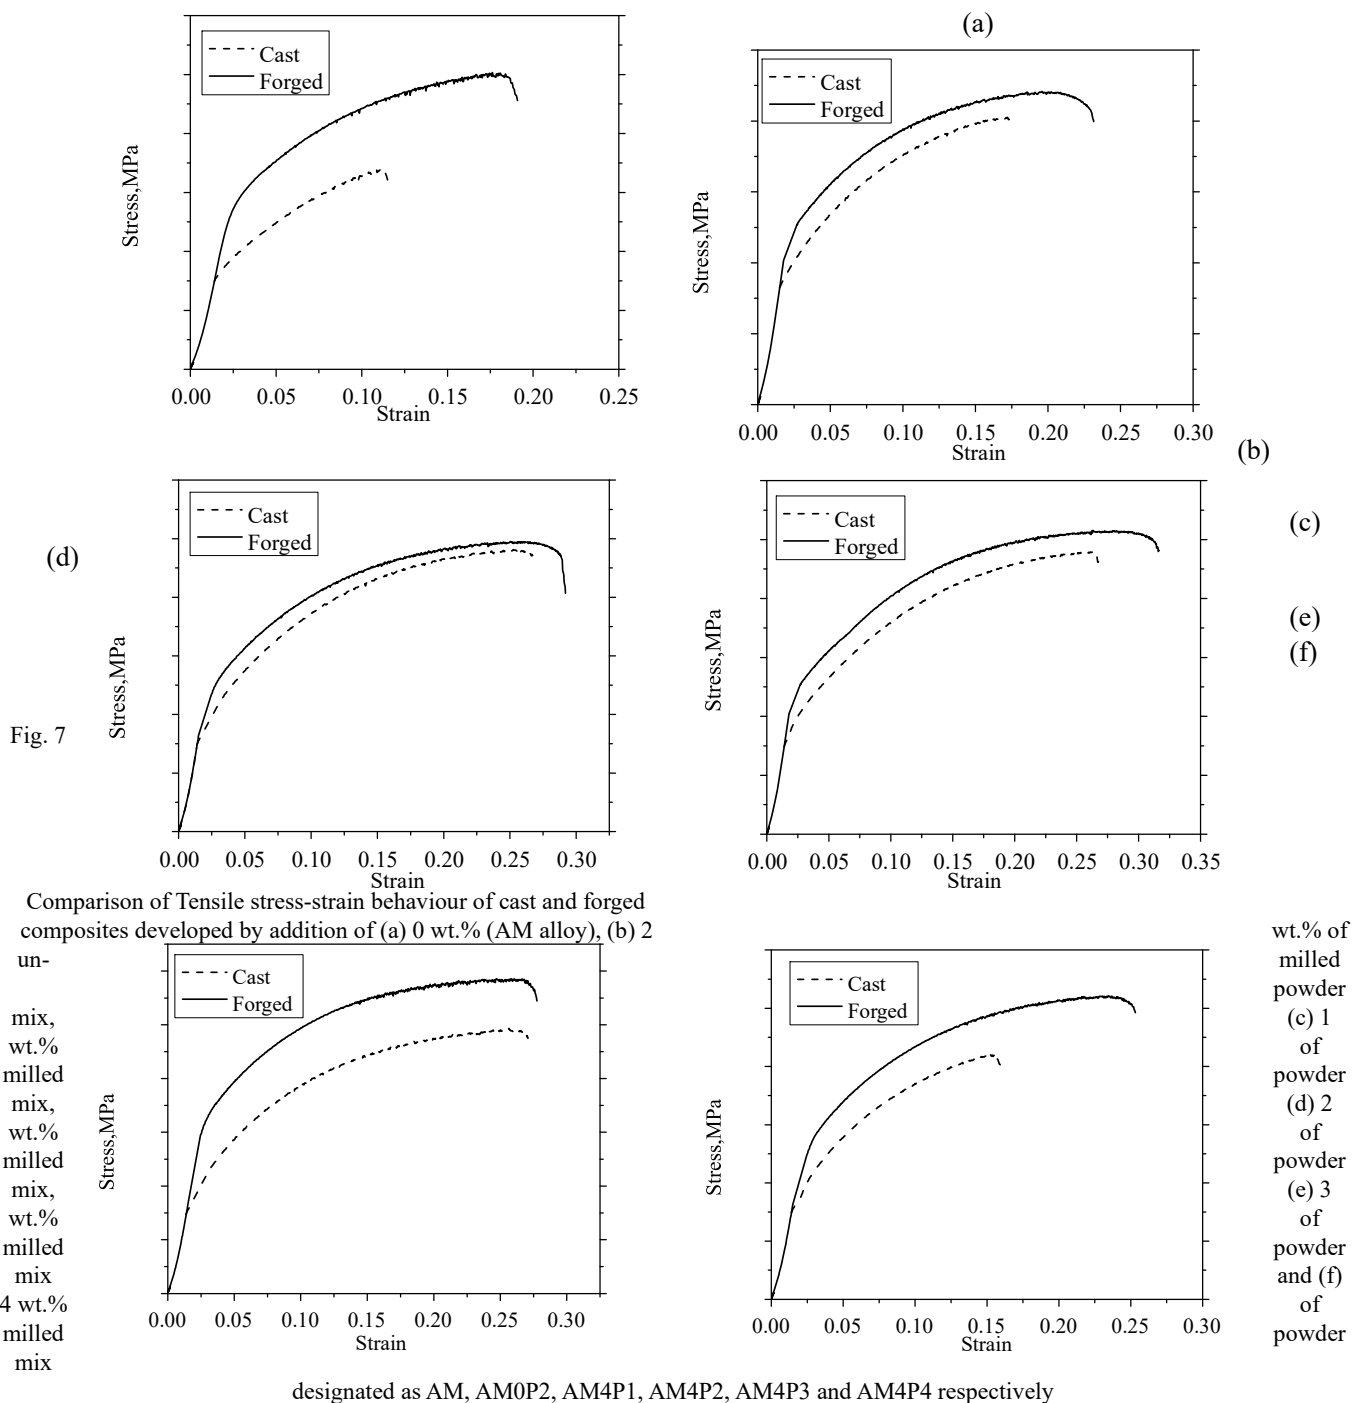 (a)
Cast
Forged
Stress,MPa
0.00 0.05 0.10 0.15 0.20 0.25
Strain
Cast
Forged
Stress,MPa
0.00 0.05 0.10 0.15 0.20 0.25 0.30
Strain
(b)
(c)
(d)
Cast
Forged
Stress,MPa
0.00 0.05 0.10 0.15 0.20 0.25 0.30
Strain
Cast
Forged
Stress,MPa
0.00 0.05 0.10 0.15 0.20 0.25 0.30 0.35
Strain
(e)
(f)
Fig. 7
Comparison of Tensile stress-strain behaviour of cast and forged
composites developed by addition of (a) 0 wt.% (AM alloy), (b) 2
wt.% of
un-
milled
powder
mix,
(c) 1
wt.%
of
milled
powder
mix,
(d) 2
wt.%
of
milled
powder
mix,
(e) 3
wt.%
of
milled
powder
mix
and (f)
4 wt.%
of
milled
powder
mix
Cast
Forged
Stress,MPa
0.00 0.05 0.10 0.15 0.20 0.25 0.30
Strain
Cast
Forged
Stress,MPa
0.00 0.05 0.10 0.15 0.20 0.25 0.30
Strain
designated as AM, AM0P2, AM4P1, AM4P2, AM4P3 and AM4P4 respectively